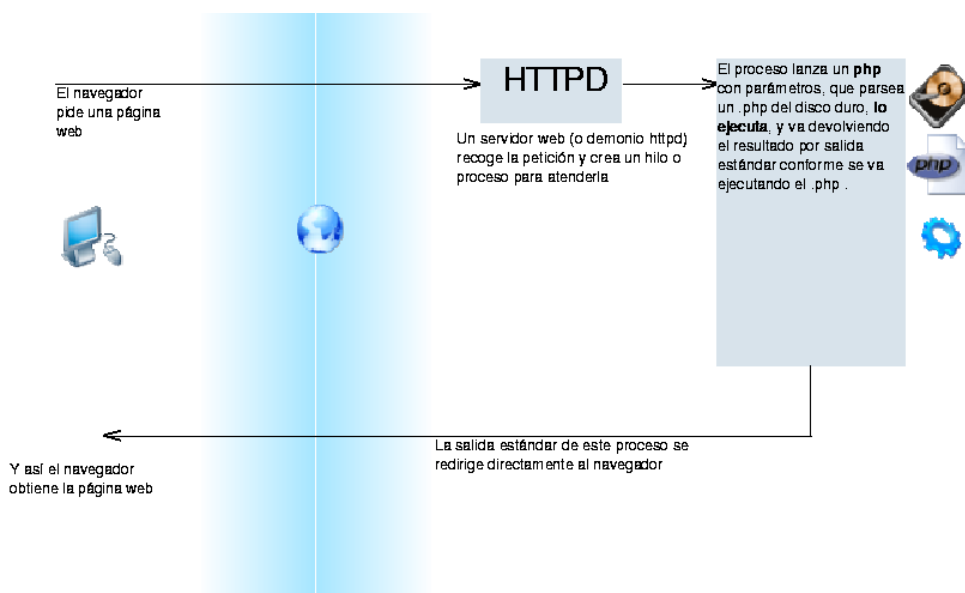 El navegador
pide una página
web
HTTPD
Un servidor web (o demonio httpd)
recoge la petición y crea un hilo o
proceso para atenderla
El proceso lanza un php
con parámetros, que parsea
un .php del disco duro, lo
ejecuta, y va devolviendo
el resultado por salida
estándar conforme se va
ejecutando el .php .
php
La salida estándar de este proceso se
redirige directamente al navegador
Y así el navegador
obtiene la página web